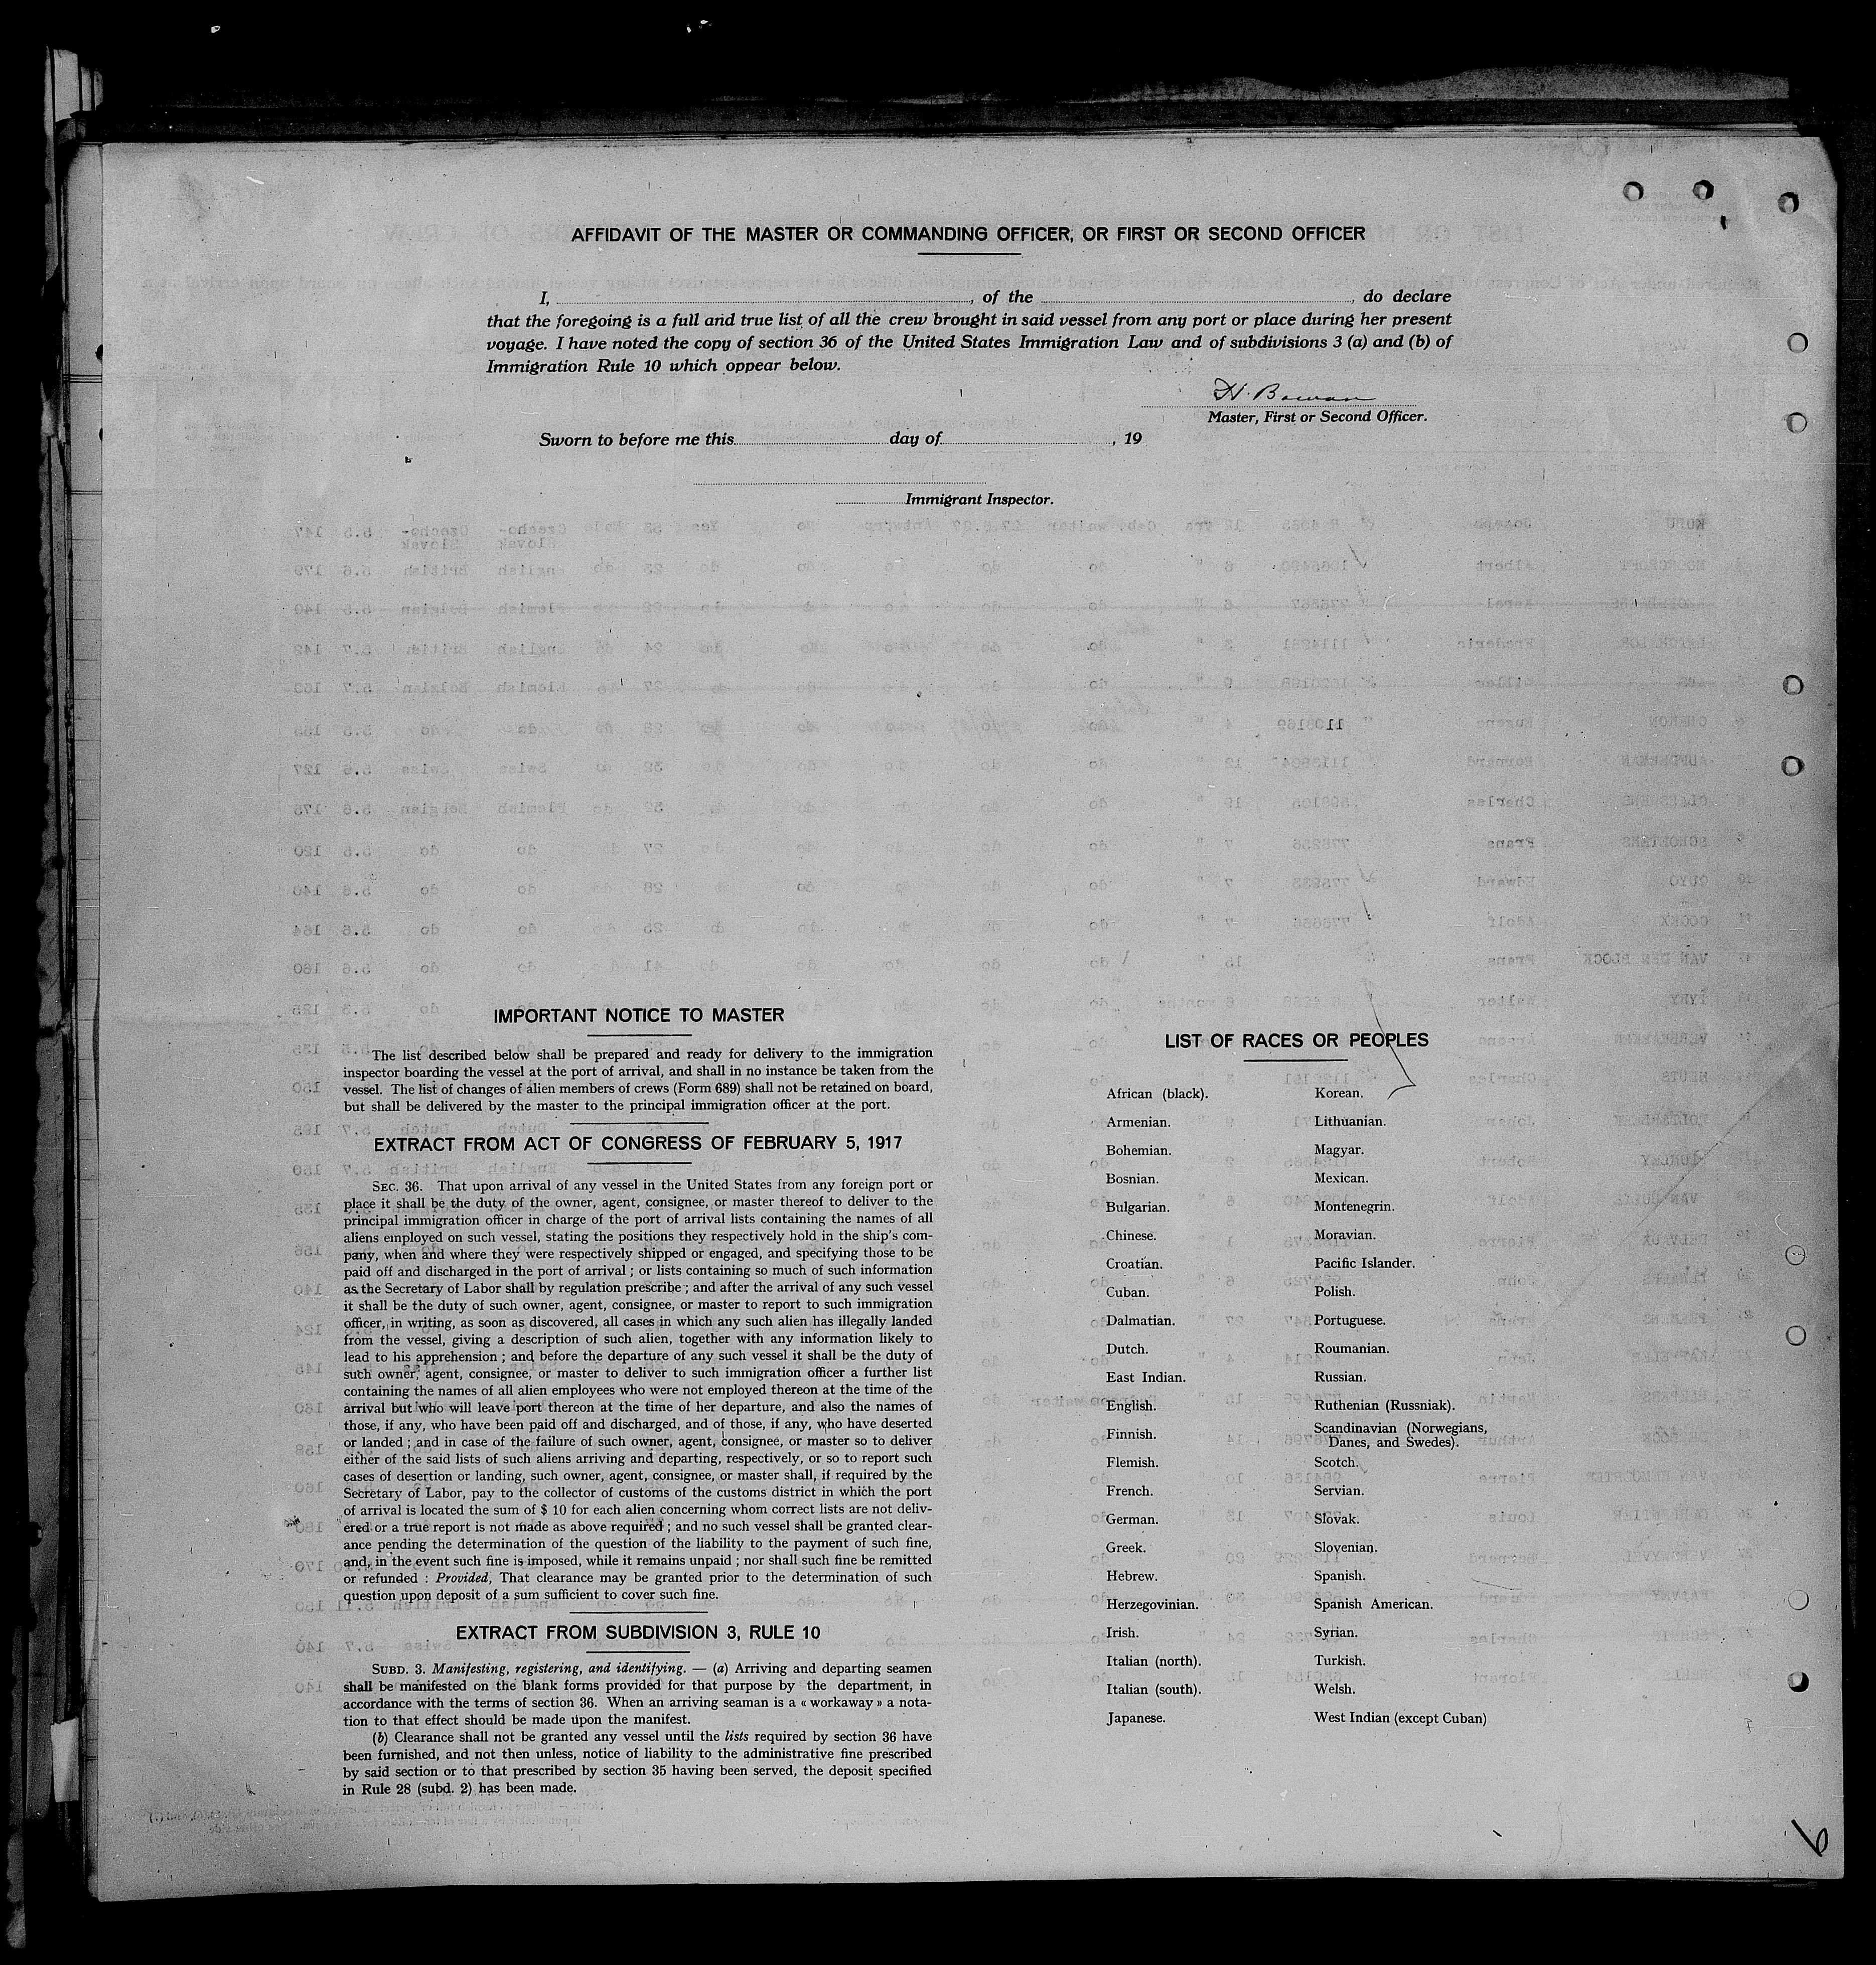 AFFIDAVIT OF THE MASTER OR COMMANDING OFFICER, OR FIRST OR SECOND OFFICER
I, , of the , do declare
that the foregoing is a full and true list of all the crew brought in said vessel from any port or place during her present
voyage. I have noted the copy of section 36 of the United States Immigration Law and of subdivisions 3 (a) and (b) of
Immigration Rule 10 which appear below.
H. Bowman
Master, First or Second Officer.
Sworn to before me this day of , 19
Immigrant Inspector.
IMPORTANT NOTICE TO MASTER
The list described below shall be prepared and ready for delivery to the immigration
inspector boarding the vessel at the port of arrival, and shall in no instance be taken from the
vessel. The list of changes of alien members of crews (Form 689) shall not be retained on board,
but shall be delivered by the master to the principal immigration officer at the port.
EXTRACT FROM ACT OF CONGRESS OF FEBRUARY 5, 1917
SEC. 36. That upon arrival of any vessel in the United States from any foreign port or
place it shall be the duty of the owner, agent, consignee, or master thereof to deliver to the
principal immigration officer in charge of the port of arrival lists containing the names of all
aliens employed on such vessel, stating the positions they respectively hold in the ship's com-
pany, when and where they were respectively shipped or engaged, and specifying those to be
paid off and discharged in the port of arrival ; or lists containing so much of such information
as the Secretary of Labor shall by regulation prescribe ; and after the arrival of any such vessel
it shall be the duty of such owner, agent, consignee, or master to report to such immigration
officer, in writing, as soon as discovered, all cases in which any such alien has illegally landed
from the vessel, giving a description of such alien, together with any information likely to
lead to his apprehension ; and before the departure of any such vessel it shall be the duty of
such owner, agent, consignee, or master to deliver to such immigration officer a further list
containing the names of all alien employees who were not employed thereon at the time of the
arrival but who will leave port thereon at the time of her departure, and also the names of
those, if any, who have been paid off and discharged, and of those, if any, who have deserted
or landed ; and in case of the failure of such owner, agent, consignee, or master so to deliver
either of the said lists of such aliens arriving and departing, respectively, or so to report such
cases of desertion or landing, such owner, agent, consignee, or master shall, if required by the
Secretary of Labor, pay to the collector of customs of the customs district in which the port
of arrival is located the sum of $ 10 for each alien concerning whom correct lists are not deliv-
ered or a true report is not made as above required ; and no such vessel shall be granted clear-
ance pending the determination of the question of the liability to the payment of such fine,
and, in the event such fine is imposed, while it remains unpaid ; nor shall such fine be remitted
or refunded : Provided, That clearance may be granted prior to the determination of such
question upon deposit of a sum sufficient to cover such fine.
EXTRACT FROM SUBDIVISION 3, RULE 10
SUBD. 3. Manifesting, registering, and identifying. — (a) Arriving and departing seamen
shall be manifested on the blank forms provided for that purpose by the department, in
accordance with the terms of section 36. When an arriving seaman is a « workaway » a nota-
tion to that effect should be made upon the manifest.
(b) Clearance shall not be granted any vessel until the lists required by section 36 have
been furnished, and not then unless, notice of liability to the administrative fine prescribed
by said section or to that prescribed by section 35 having been served, the deposit specified
in Rule 28 (subd. 2) has been made.
LIST OF RACES OR PEOPLES
African (black).
Armenian.
Bohemian.
Bosnian.
Bulgarian.
Chinese.
Croatian.
Cuban.
Dalmatian.
Dutch.
East Indian.
English.
Finnish.
Flemish.
French.
German.
Greek.
Hebrew.
Herzegovinian.
Irish.
Italian (north).
Italian (south).
Japanese.
Korean.
Lithuanian.
Magyar.
Mexican.
Montenegrin.
Moravian.
Pacific Islander.
Polish.
Portuguese.
Roumanian.
Russian.
Ruthenian (Russniak).
Scandinavian (Norwegians,
Danes, and Swedes).
Scotch.
Servian.
Slovak.
Slovenian.
Spanish.
Spanish American.
Syrian.
Turkish.
Welsh.
West Indian (except Cuban)
6